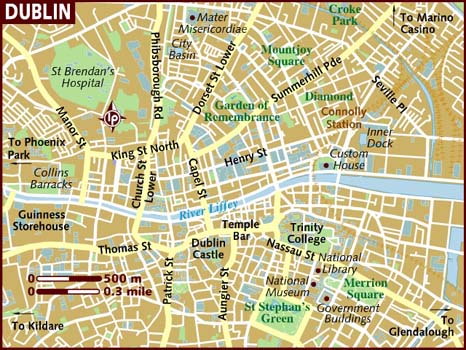 DUBLIN
Mater
Misericordiae
Croke
Park
To Marino
Casino
City
Basin
Phibsborough Rd
Dorset St Lower
Mountjoy
Square
Summerhill Pde
Seville Pl
St Brendan's
Hospital
Manor St
lp
Garden of
Remembrance
Diamond
Connolly
Station
Inner
Dock
To Phoenix
Park
King St North
Henry St
Custom
House
Collins
Barracks
Church St
Lower
Capel St
River Liffey
Guinness
Storehouse
Temple
Bar
Trinity
College
Thomas St
Dublin
Castle
Nassau St
National
Library
Patrick St
Aungier St
National
Museum
Merrion
Square
0 500 m
0 0.3 mile
St Stephan's
Green
Government
Buildings
To Kildare
To
Glendalough